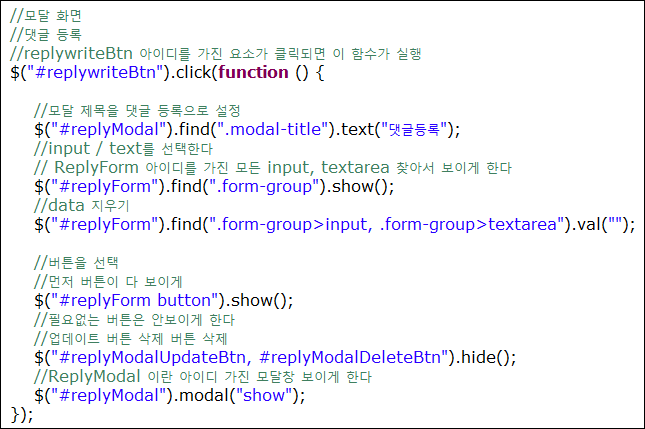 //모달 화면
//댓글 등록
//replywriteBtn 아이디를 가진 요소가 클릭되면 이 함수가 실행
$("#replywriteBtn").click(function () {
//모달 제목을 댓글 등록으로 설정
$("#replyModal").find(".modal-title").text("댓글등록");
//input / text를 선택한다
// ReplyForm 아이디를 가진 모든 input, textarea 찾아서 보이게 한다
$("#replyForm").find(".form-group").show();
//data 지우기
$("#replyForm").find(".form-group>input, .form-group>textarea").val("");
//버튼을 선택
//먼저 버튼이 다 보이게
$("#replyForm button").show();
//필요없는 버튼은 안보이게 한다
//업데이트 버튼 삭제 버튼 삭제
$("#replyModalUpdateBtn, #replyModalDeleteBtn").hide();
//ReplyModal 이란 아이디 가진 모달창 보이게 한다
$("#replyModal").modal("show");
});